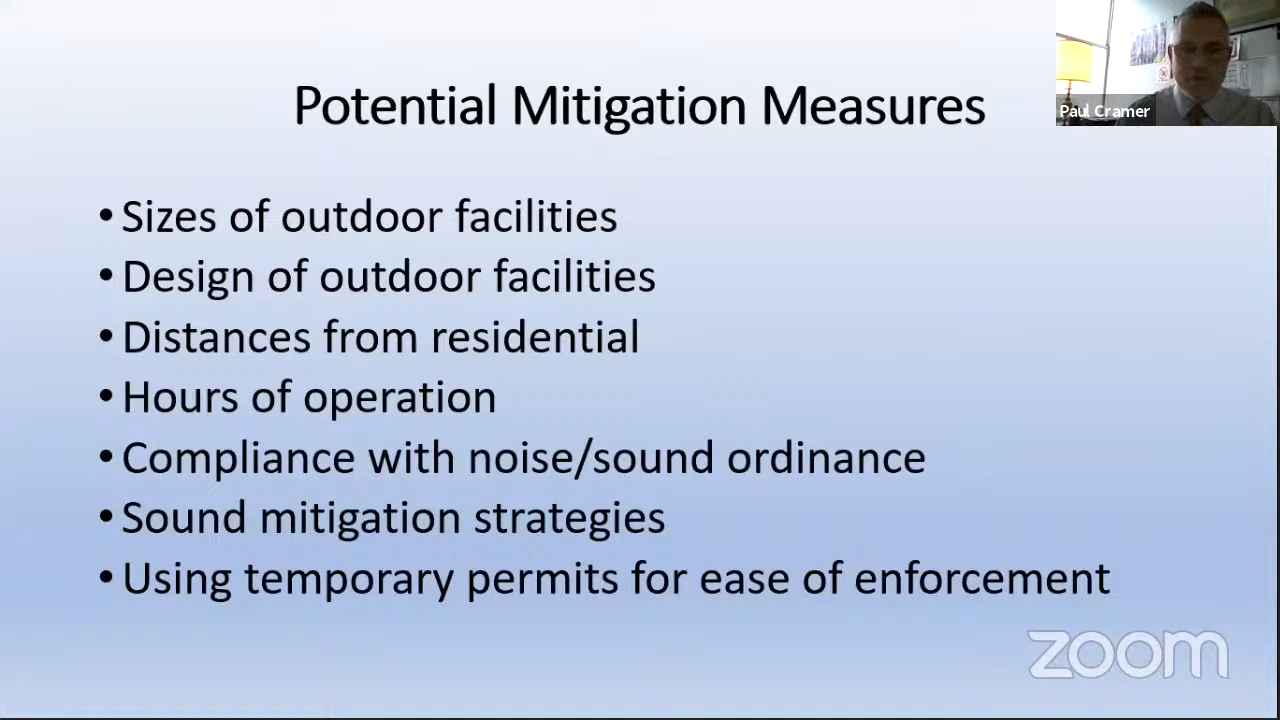 Potential Mitigation Measures
Paul Cramer
• Sizes of outdoor facilities
• Design of outdoor facilities
• Distances from residential
• Hours of operation
• Compliance with noise/sound ordinance
• Sound mitigation strategies
• Using temporary permits for ease of enforcement
zoom